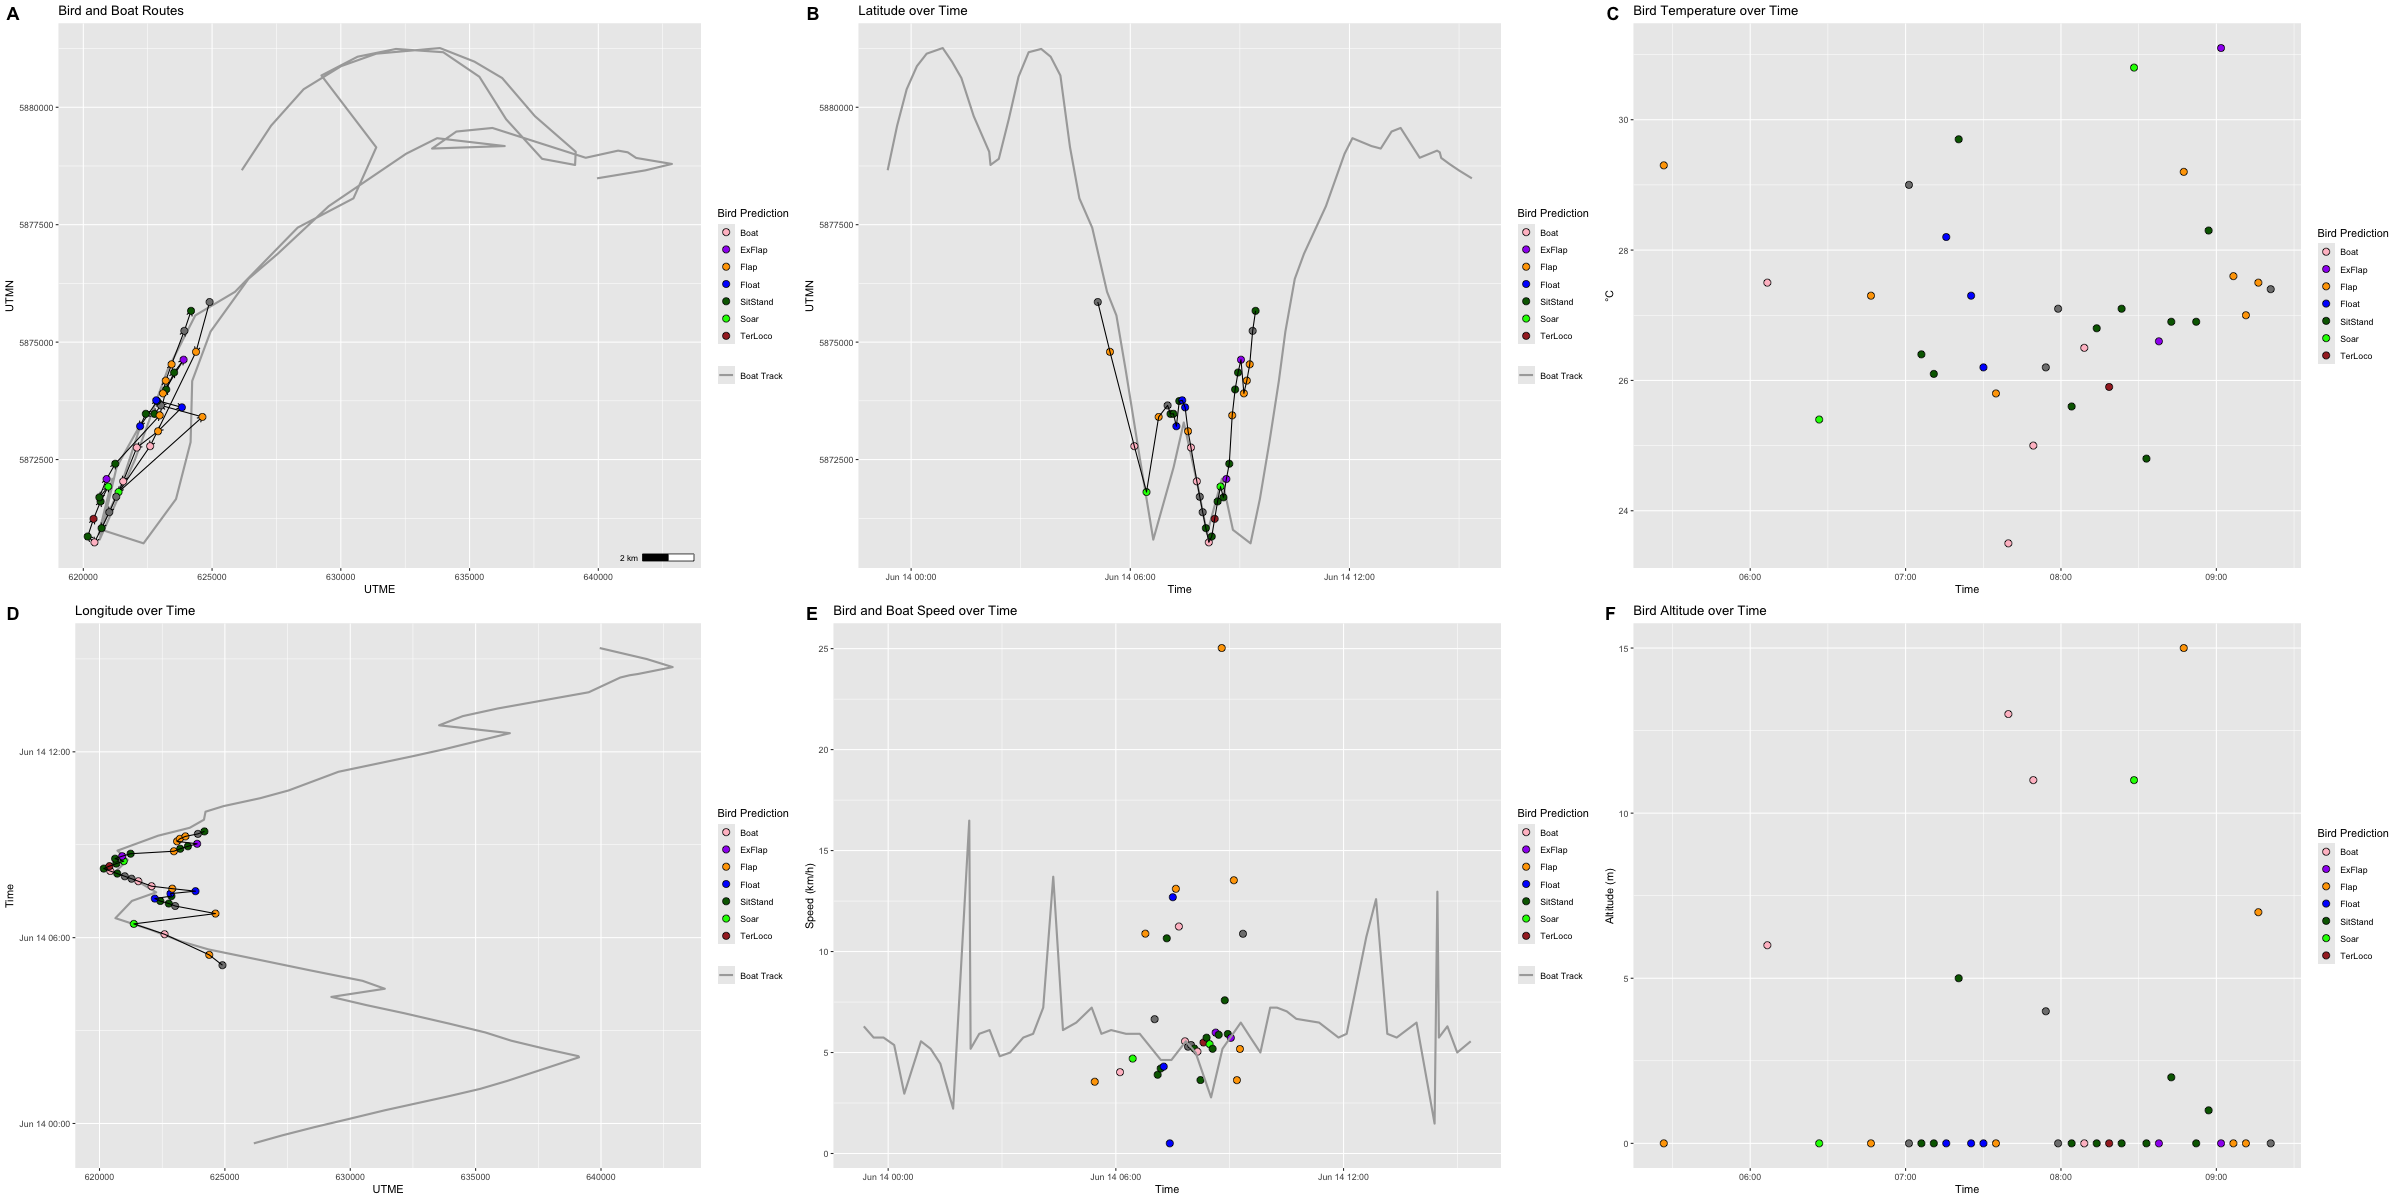 A
Bird and Boat Routes
5880000
5877500
5875000
5872500
UTMN
620000
625000
630000
635000
640000
UTME
2 km
Bird Prediction
Boat
ExFlap
Flap
Float
SitStand
Soar
TerLoco
Boat Track
B
Latitude over Time
5880000
5877500
5875000
5872500
UTMN
Jun 14 00:00
Jun 14 06:00
Jun 14 12:00
Time
Bird Prediction
Boat
ExFlap
Flap
Float
SitStand
Soar
TerLoco
Boat Track
C
Bird Temperature over Time
30
28
26
24
°C
06:00
07:00
08:00
09:00
Time
Bird Prediction
Boat
ExFlap
Flap
Float
SitStand
Soar
TerLoco
D
Longitude over Time
Jun 14 12:00
Jun 14 06:00
Jun 14 00:00
Time
620000
625000
630000
635000
640000
UTME
Bird Prediction
Boat
ExFlap
Flap
Float
SitStand
Soar
TerLoco
Boat Track
E
Bird and Boat Speed over Time
25
20
15
10
5
0
Speed (km/h)
Jun 14 00:00
Jun 14 06:00
Jun 14 12:00
Time
Bird Prediction
Boat
ExFlap
Flap
Float
SitStand
Soar
TerLoco
Boat Track
F
Bird Altitude over Time
15
10
5
0
Altitude (m)
06:00
07:00
08:00
09:00
Time
Bird Prediction
Boat
ExFlap
Flap
Float
SitStand
Soar
TerLoco